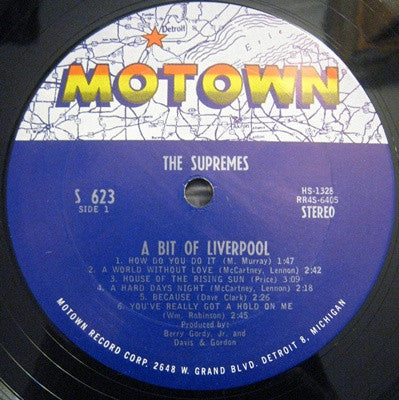 Detroit
Erie
MOTOWN
THE SUPREMES
S 623
SIDE 1
HS-1328
RR4S-6405
STEREO
A BIT OF LIVERPOOL
1. HOW DO YOU DO IT (M. Murray) 1:47
2. A WORLD WITHOUT LOVE (McCartney, Lennon) 2:42
3. HOUSE OF THE RISING SUN (Price) 3:09
4. A HARD DAYS NIGHT (McCartney, Lennon) 2:18
5. BECAUSE (Dave Clark) 2:26
6. YOU'VE REALLY GOT A HOLD ON ME
(Wm. Robinson) 2:45
Produced by:
Berry Gordy, Jr. and
Davis & Gordon
MOTOWN RECORD CORP. 2648 W. GRAND BLVD. DETROIT 8, MICHIGAN